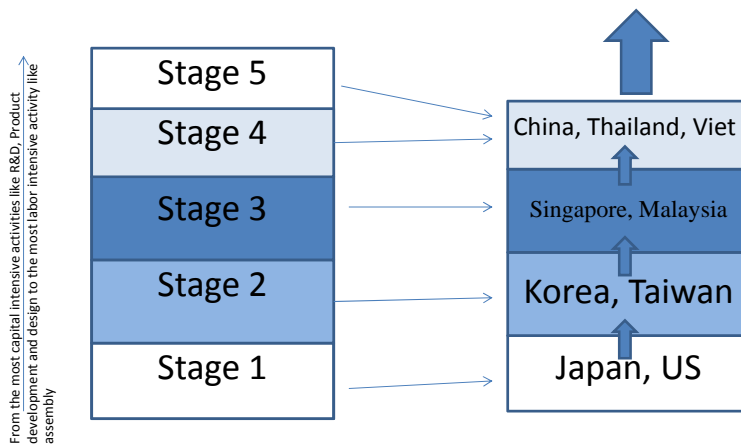 From the most capital intensive activities like R&D, Product
development and design to the most labor intensive activity like
assembly
Stage 5
Stage 4
Stage 3
Stage 2
Stage 1
China, Thailand, Viet
Singapore, Malaysia
Korea, Taiwan
Japan, US